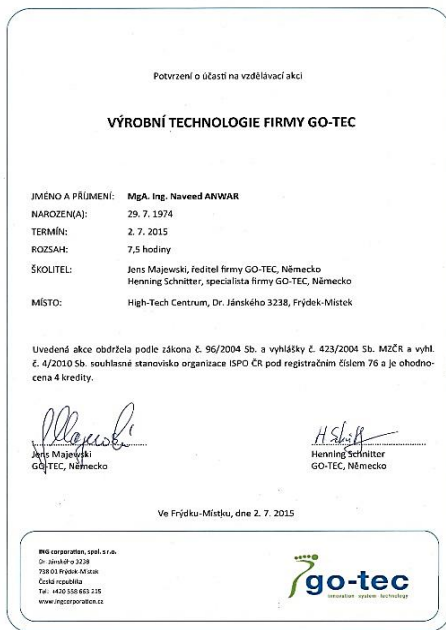 Potvrzení o účasti na vzdělávací akci
VÝROBNÍ TECHNOLOGIE FIRMY GO-TEC
JMÉNO A PŘÍJMENÍ: MgA. Ing. Naveed ANWAR
NAROZEN(A): 29. 7. 1974
TERMÍN: 2. 7. 2015
ROZSAH: 7,5 hodiny
ŠKOLITEL: Jens Majewski, ředitel firmy GO-TEC, Německo
Henning Schnitter, specialista firmy GO-TEC, Německo
MÍSTO: High-Tech Centrum, Dr. Jánského 3238, Frýdek-Místek
Uvedená akce obdržela podle zákona č. 96/2004 Sb. a vyhlášky č. 423/2004 Sb. MZČR a vyhl.
č. 4/2010 Sb. souhlasné stanovisko organizace ISPO ČR pod registračním číslem 76 a je ohodno-
cena 4 kredity.
Jens Majewski
GO-TEC, Německo
Henning Schnitter
GO-TEC, Německo
Ve Frýdku-Místku, dne 2. 7. 2015
ING corporation, spol. s r.o.
Dr. Jánského 3238
738 01 Frýdek-Místek
Česká republika
Tel: +420 558 663 215
www.ingcorporation.cz
go-tec
innovation system technology